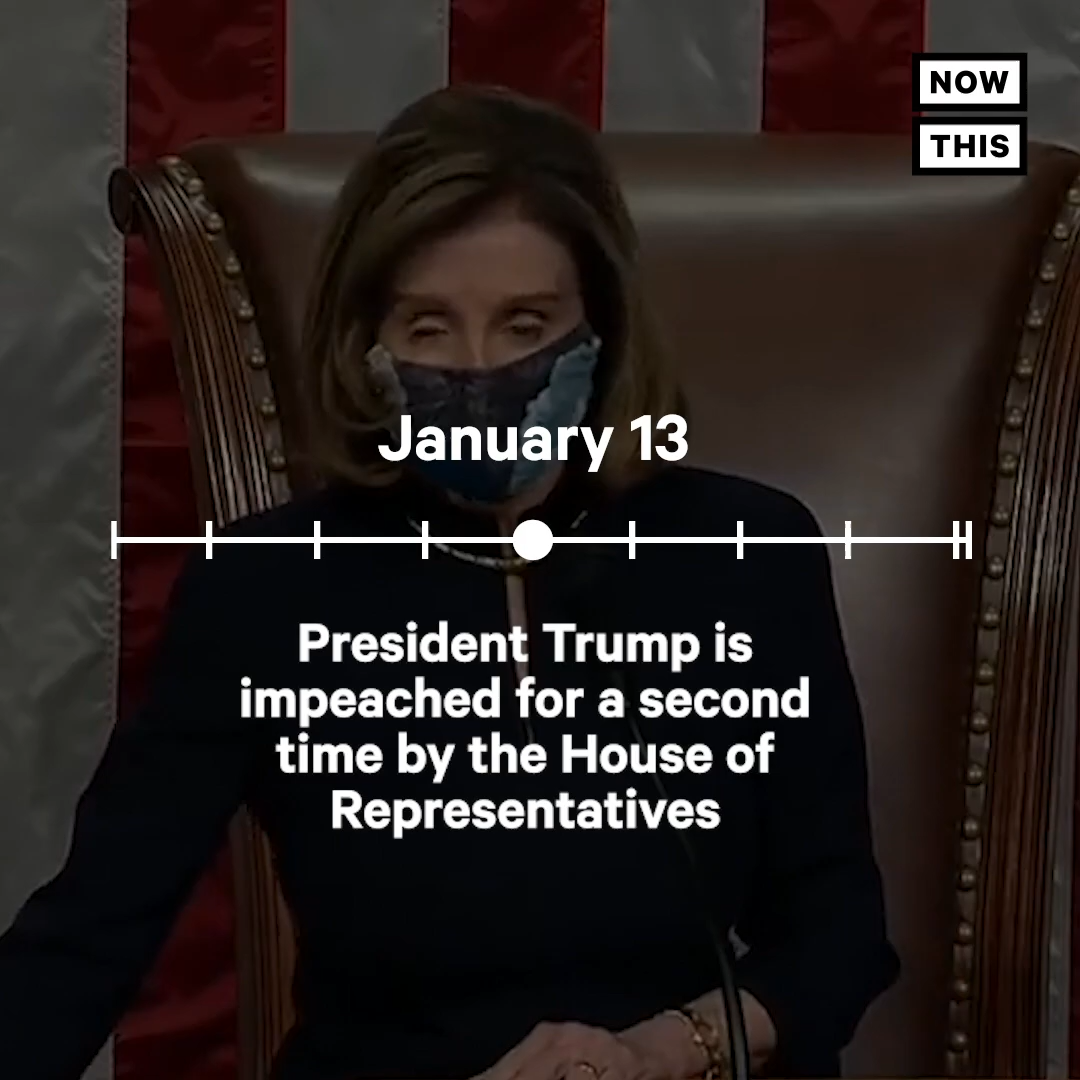 NOW
THIS
January 13
President Trump is
impeached for a second
time by the House of
Representatives